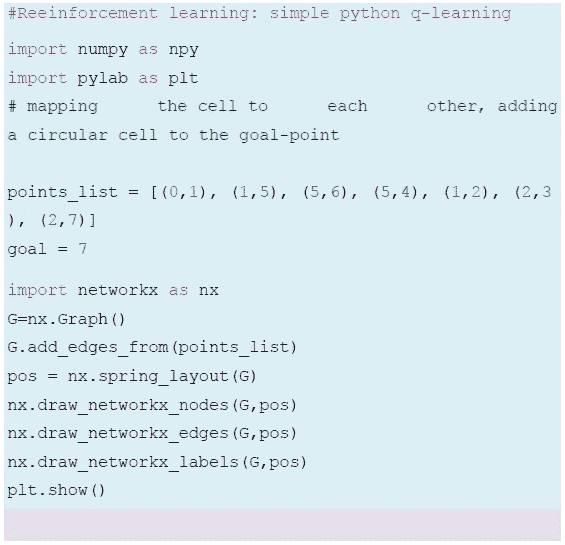 #Reeinforcement learning: simple python q-learning
import numpy as npy
import pylab as plt
# mapping the cell to each other, adding
a circular cell to the goal-point
points_list = [(0,1), (1,5), (5,6), (5,4), (1,2), (2,3
), (2,7)]
goal = 7
import networkx as nx
G=nx.Graph()
G.add_edges_from(points_list)
pos = nx.spring_layout(G)
nx.draw_networkx_nodes(G,pos)
nx.draw_networkx_edges(G,pos)
nx.draw_networkx_labels(G,pos)
plt.show()